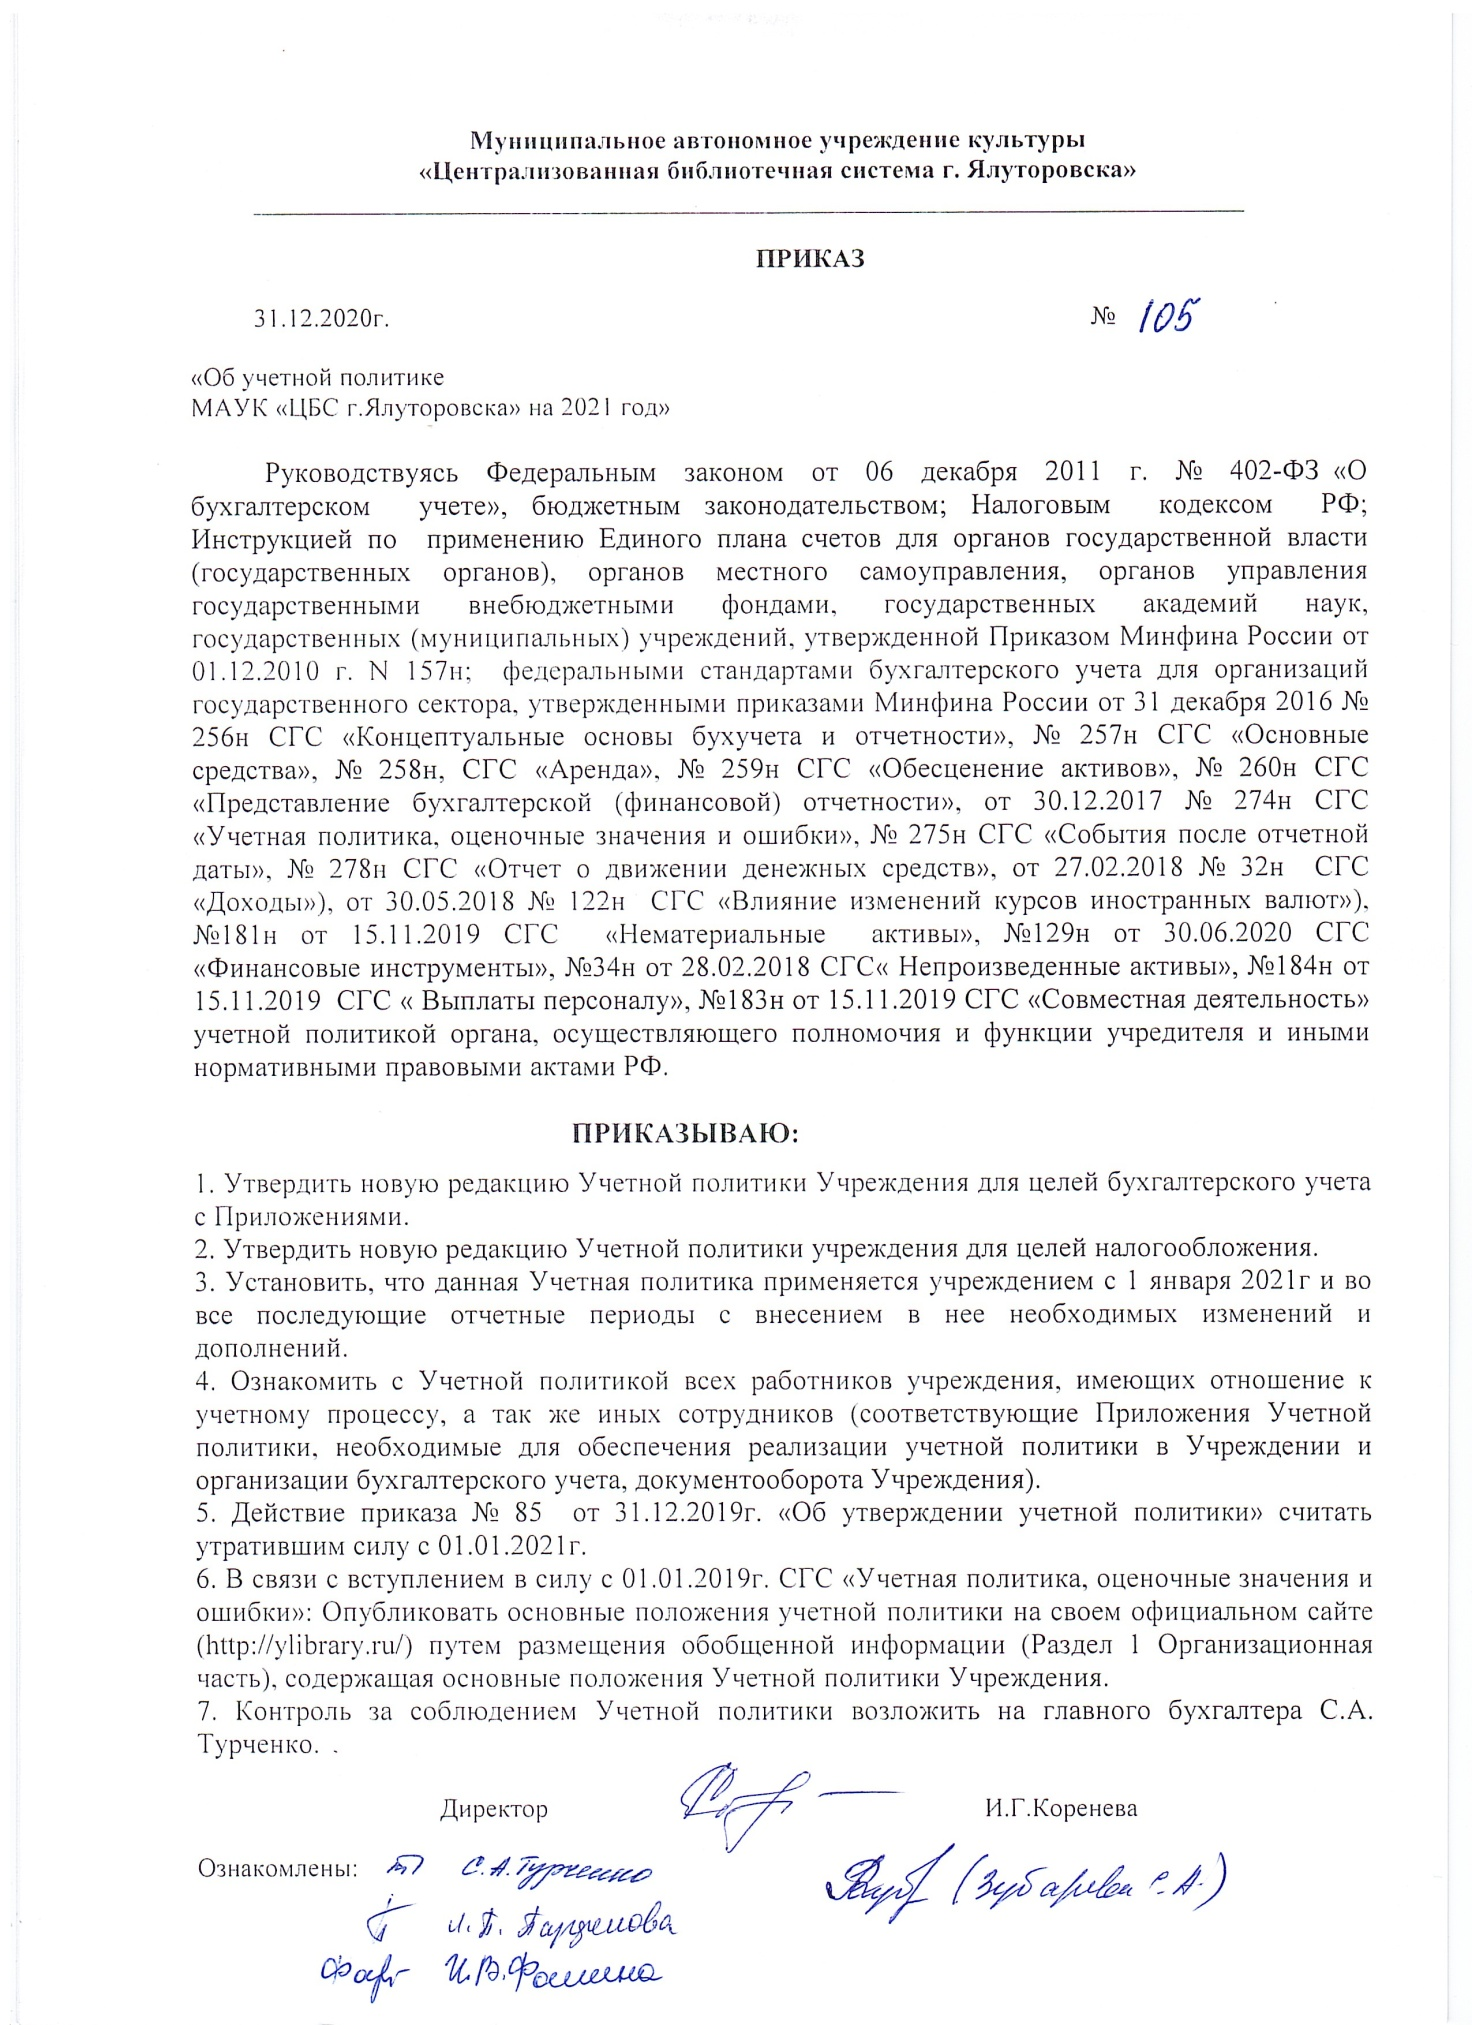 Муниципальное автономное учреждение культуры
«Централизованная библиотечная система г. Ялуторовска»
ПРИКАЗ
31.12.2020г. № 105
«Об учетной политике
МАУК «ЦБС г.Ялуторовска» на 2021 год»
Руководствуясь Федеральным законом от 06 декабря 2011 г. № 402-ФЗ «О
бухгалтерском учете», бюджетным законодательством; Налоговым кодексом РФ;
Инструкцией по применению Единого плана счетов для органов государственной власти
(государственных органов), органов местного самоуправления, органов управления
государственными внебюджетными фондами, государственных академий наук,
государственных (муниципальных) учреждений, утвержденной Приказом Минфина России от
01.12.2010 г. N 157н; федеральными стандартами бухгалтерского учета для организаций
государственного сектора, утвержденными приказами Минфина России от 31 декабря 2016 №
256н СГС «Концептуальные основы бухучета и отчетности», № 257н СГС «Основные
средства», № 258н, СГС «Аренда», № 259н СГС «Обесценение активов», № 260н СГС
«Представление бухгалтерской (финансовой) отчетности», от 30.12.2017 № 274н СГС
«Учетная политика, оценочные значения и ошибки», № 275н СГС «События после отчетной
даты», № 278н СГС «Отчет о движении денежных средств», от 27.02.2018 № 32н СГС
«Доходы»), от 30.05.2018 № 122н СГС «Влияние изменений курсов иностранных валют»),
№181н от 15.11.2019 СГС «Нематериальные активы», №129н от 30.06.2020 СГС
«Финансовые инструменты», №34н от 28.02.2018 СГС« Непроизведенные активы», №184н от
15.11.2019 СГС « Выплаты персоналу», №183н от 15.11.2019 СГС «Совместная деятельность»
учетной политикой органа, осуществляющего полномочия и функции учредителя и иными
нормативными правовыми актами РФ.
ПРИКАЗЫВАЮ:
1. Утвердить новую редакцию Учетной политики Учреждения для целей бухгалтерского учета
с Приложениями.
2. Утвердить новую редакцию Учетной политики учреждения для целей налогообложения.
3. Установить, что данная Учетная политика применяется учреждением с 1 января 2021г и во
все последующие отчетные периоды с внесением в нее необходимых изменений и
дополнений.
4. Ознакомить с Учетной политикой всех работников учреждения, имеющих отношение к
учетному процессу, а так же иных сотрудников (соответствующие Приложения Учетной
политики, необходимые для обеспечения реализации учетной политики в Учреждении и
организации бухгалтерского учета, документооборота Учреждения).
5. Действие приказа № 85 от 31.12.2019г. «Об утверждении учетной политики» считать
утратившим силу с 01.01.2021г.
6. В связи с вступлением в силу с 01.01.2019г. СГС «Учетная политика, оценочные значения и
ошибки»: Опубликовать основные положения учетной политики на своем официальном сайте
(http://ylibrary.ru/) путем размещения обобщенной информации (Раздел 1 Организационная
часть), содержащая основные положения Учетной политики Учреждения.
7. Контроль за соблюдением Учетной политики возложить на главного бухгалтера С.А.
Турченко. .
Директор И.Г.Коренева
Ознакомлены: С.А.Турченко (Зубарева С.А.)
И.В.Фомина